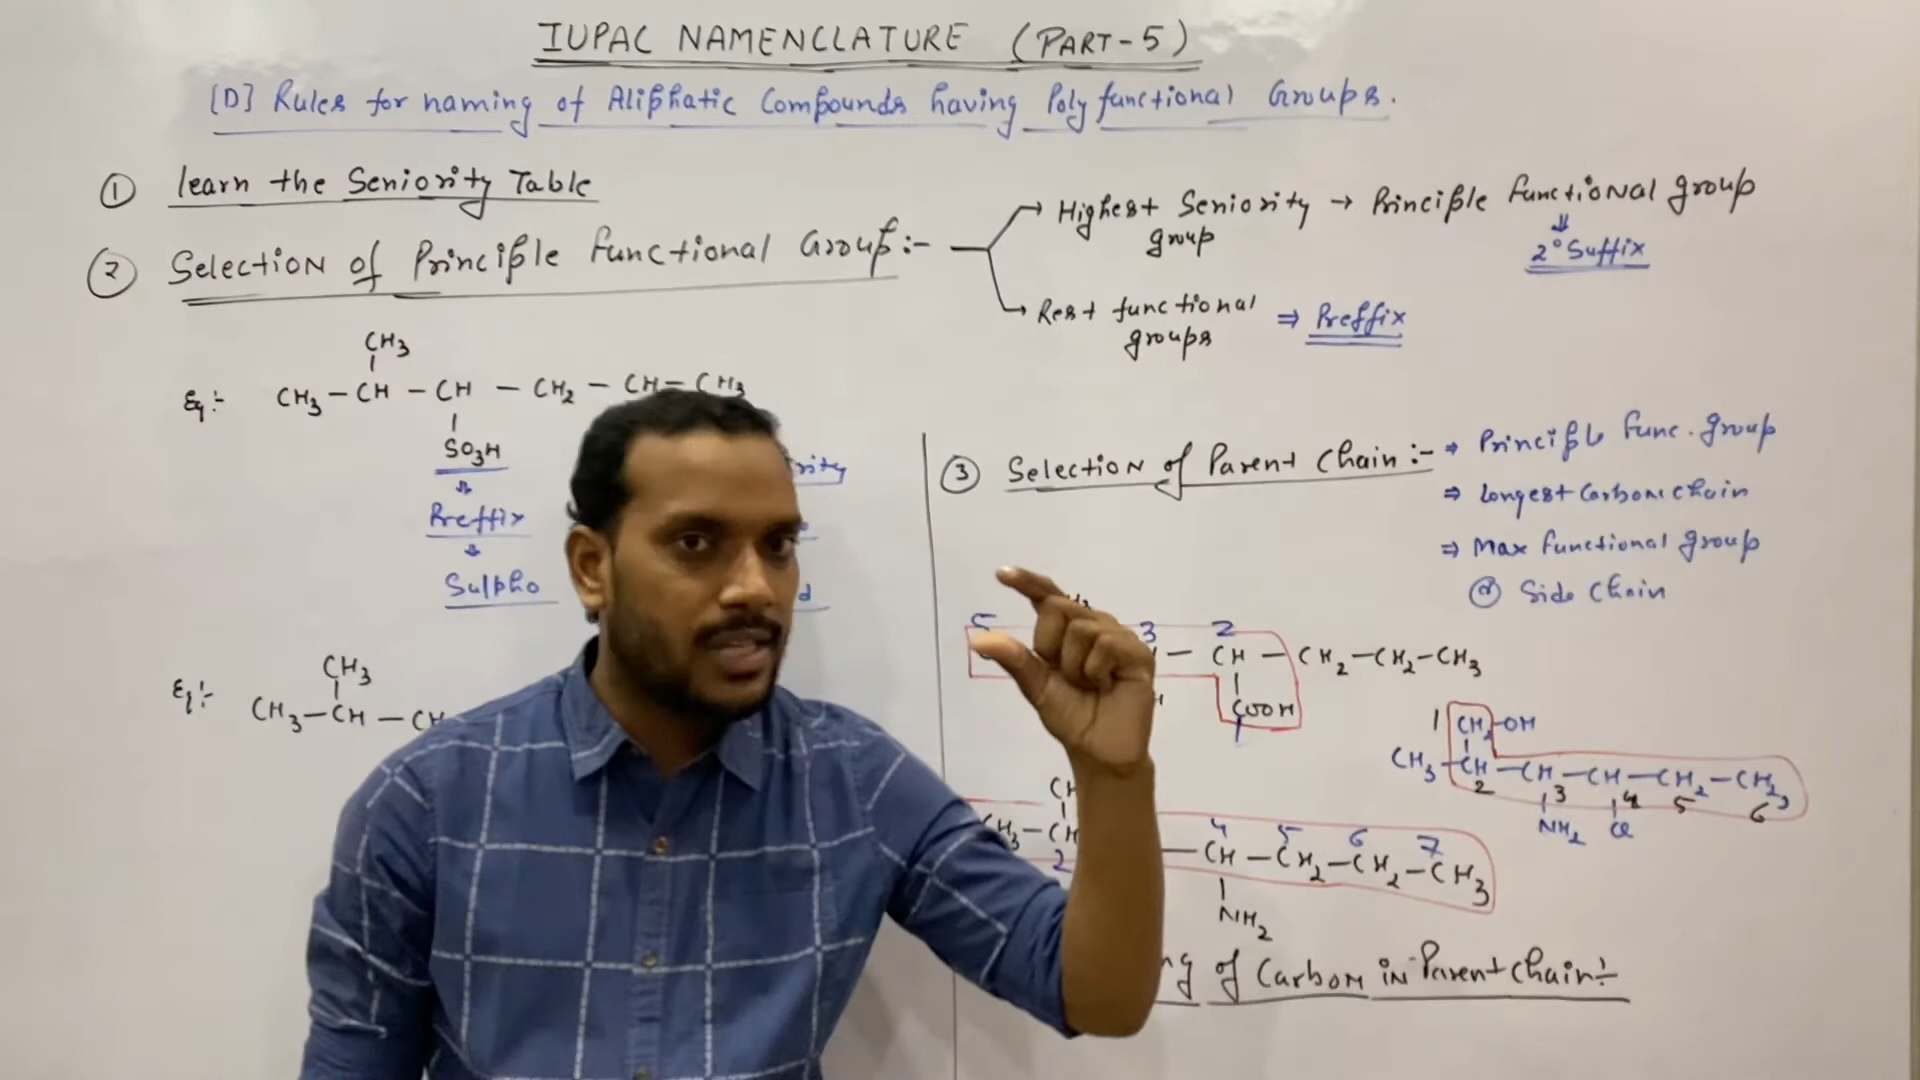 IUPAC NAMENCLATURE (PART-5)
[D] Rules for naming of Aliphatic Compounds having Poly functional Groups.
① learn the Seniority Table
② Selection of Principle functional Group:-
→ Highest Seniority group → Principle functional group
⇓
2° Suffix
→ Rest functional groups ⇒ Preffix
CH3
Eg:- CH3 – CH – CH – CH2 – CH – CH3
SO3H
⇓
Preffix
⇓
Sulpho
rity
d
Eg:-
CH3
CH3 – CH – CH
③ Selection of Parent Chain:- → Principle func. group
⇒ longest Carbon chain
⇒ Max functional group
@ Side Chain
5 3 2
– CH – CH2–CH2–CH3
COOH
1
1 CH2–OH
CH3–CH–CH–CH–CH2–CH3
2 3 4 5 6
NH2 Cl
CH
CH3–CH
2 4 5 6 7
–CH–CH2–CH2–CH3
NH2
ng of Carbon in Parent Chain:-